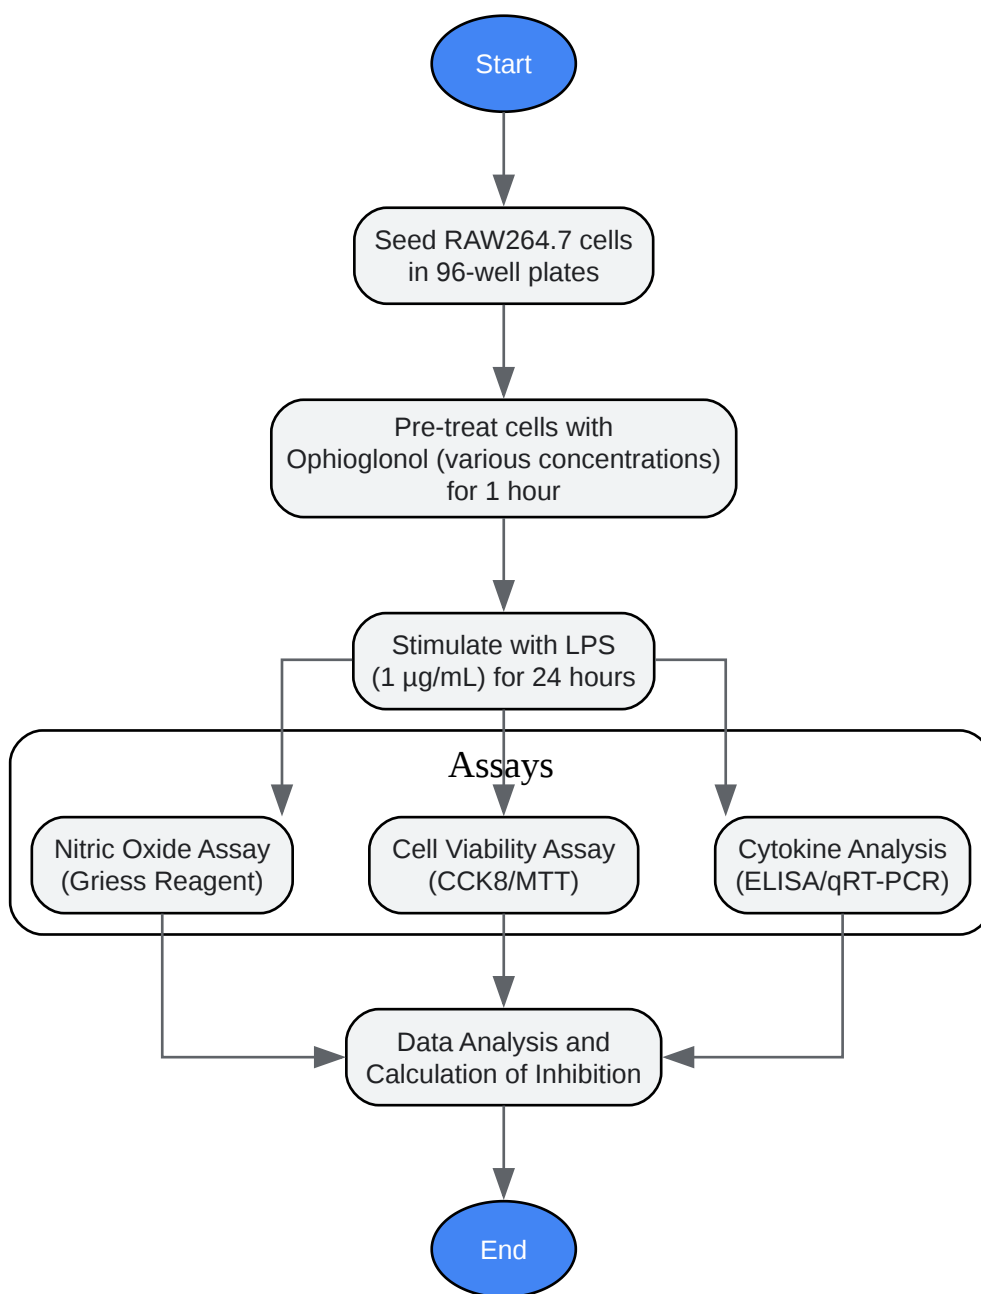 Start
Seed RAW264.7 cells
in 96-well plates
Pre-treat cells with
Ophioglonol (various concentrations)
for 1 hour
Stimulate with LPS
(1 µg/mL) for 24 hours
Assays
Nitric Oxide Assay
(Griess Reagent)
Cell Viability Assay
(CCK8/MTT)
Cytokine Analysis
(ELISA/qRT-PCR)
Data Analysis and
Calculation of Inhibition
End